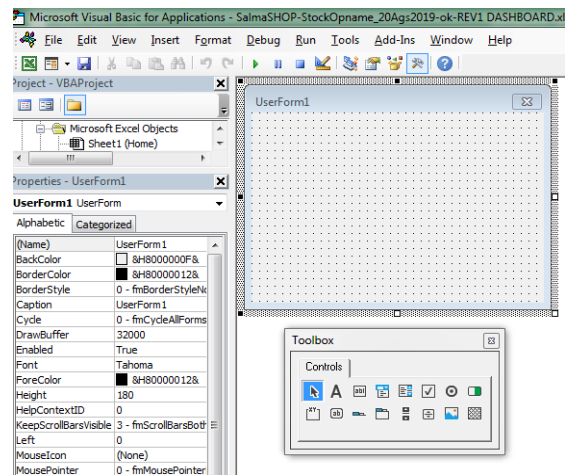 Microsoft Visual Basic for Applications - SalmaSHOP-StockOpname_20Ags2019-ok-REV1 DASHBOARD.xl
File Edit View Insert Format Debug Run Tools Add-Ins Window Help
Project - VBAProject
Microsoft Excel Objects
Sheet1 (Home)
Properties - UserForm1
UserForm1 UserForm
Alphabetic Categorized
(Name) UserForm1
BackColor &H8000000F&
BorderColor &H80000012&
BorderStyle 0 - fmBorderStyleNo
Caption UserForm1
Cycle 0 - fmCycleAllForms
DrawBuffer 32000
Enabled True
Font Tahoma
ForeColor &H80000012&
Height 180
HelpContextID 0
KeepScrollBarsVisible 3 - fmScrollBarsBoth
Left 0
MouseIcon (None)
MousePointer 0 - fmMousePointer
UserForm1
Toolbox
Controls
A abl XY ab